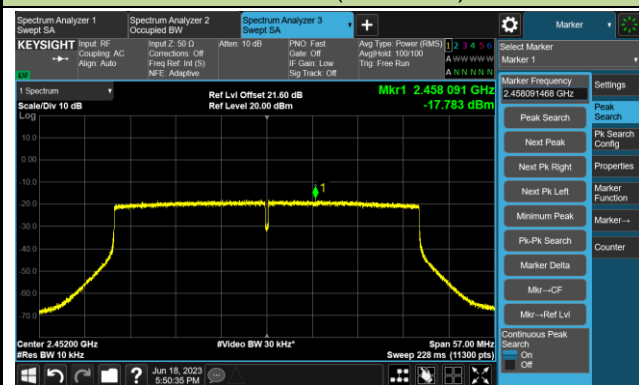 Spectrum Analyzer 1
Swept SA
Spectrum Analyzer 2
Occupied BW
Spectrum Analyzer 3
Swept SA
Marker
KEYSIGHT
Input: RF
Coupling: AC
Align: Auto
Input Z: 50 Ω
Corrections: Off
Freq Ref: Int (S)
NFE: Adaptive
Atten: 10 dB
PNO: Fast
Gate: Off
IF Gain: Low
Sig Track: Off
Avg Type: Power (RMS)
Avg|Hold: 100/100
Trig: Free Run
1 2 3 4 5 6
A W W W W W
A N N N N N
Select Marker
Marker 1
1 Spectrum
Scale/Div 10 dB
Log
Ref Lvl Offset 21.60 dB
Ref Level 20.00 dBm
Mkr1 2.458 091 GHz
-17.783 dBm
1
10.0
0.00
-10.0
-20.0
-30.0
-40.0
-50.0
-60.0
-70.0
Center 2.45200 GHz
#Res BW 10 kHz
#Video BW 30 kHz*
Span 57.00 MHz
Sweep 228 ms (11300 pts)
Marker Frequency
2.458091468 GHz
Peak Search
Next Peak
Next Pk Right
Next Pk Left
Minimum Peak
Pk-Pk Search
Marker Delta
Mkr→CF
Mkr→Ref Lvl
Continuous Peak
Search
On
Off
Settings
Peak
Search
Pk Search
Config
Properties
Marker
Function
Marker→
Counter
?
Jun 18, 2023
5:50:35 PM